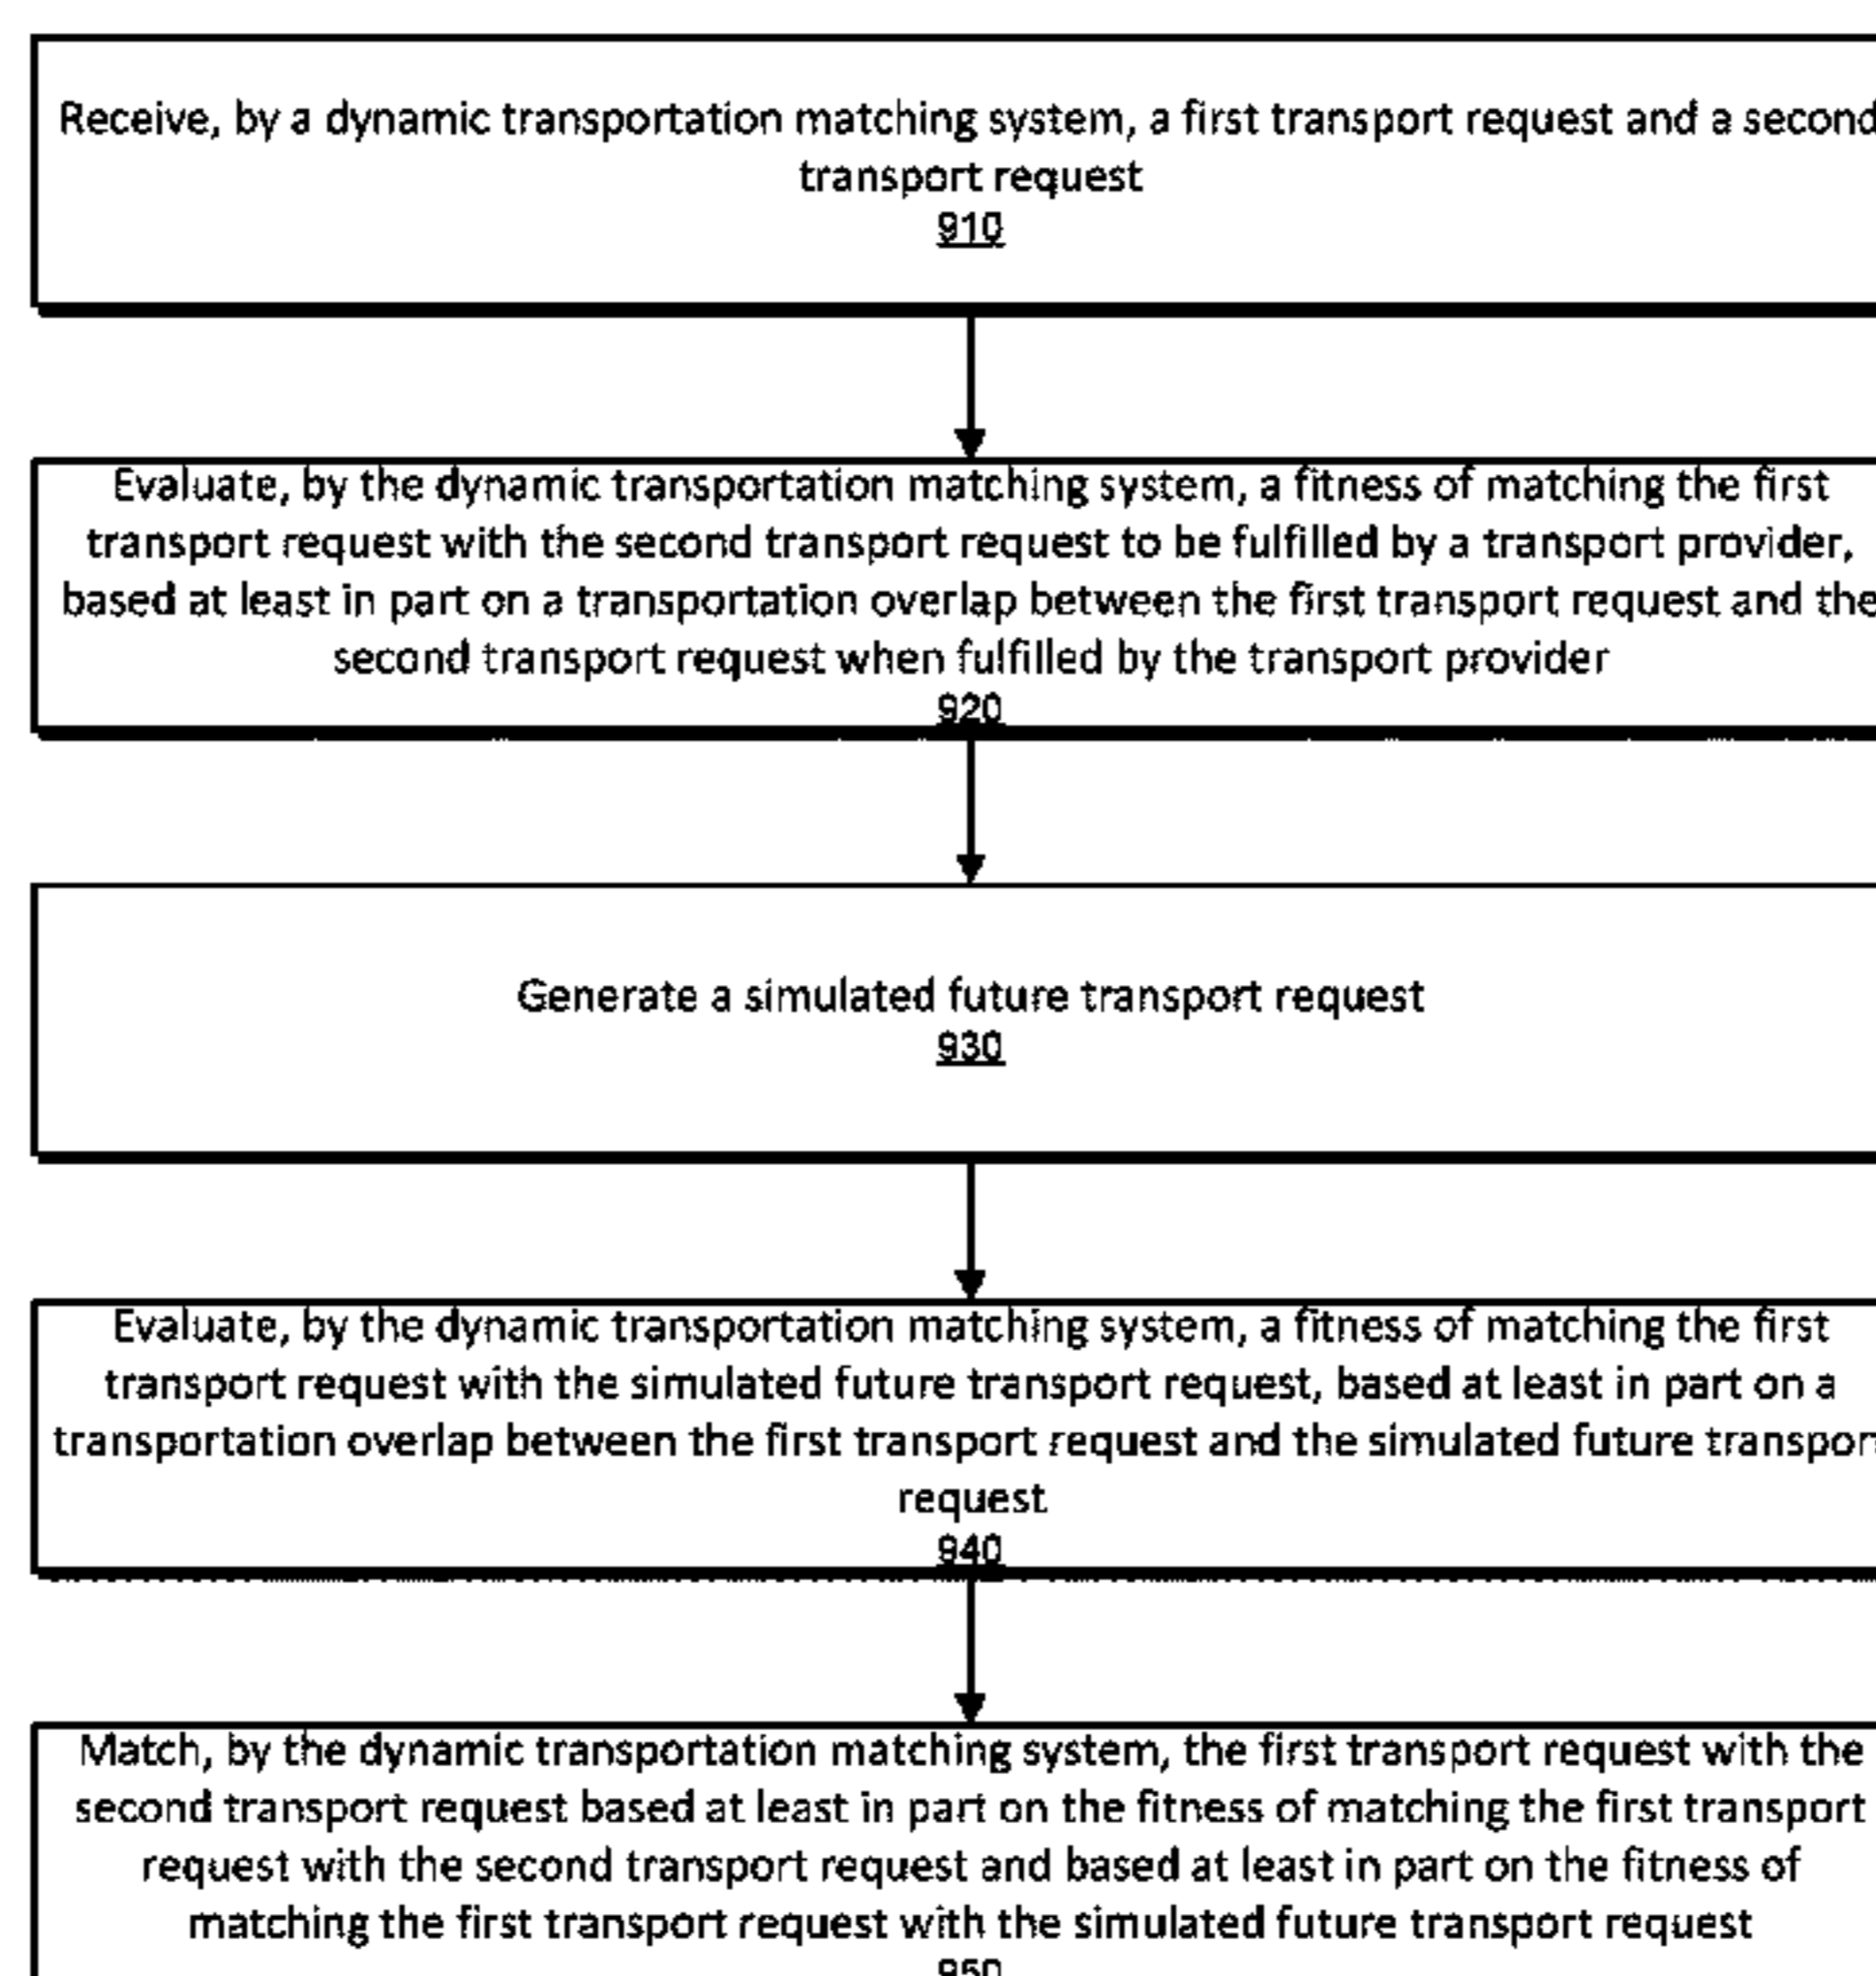 Receive, by a dynamic transportation matching system, a first transport request and a second
transport request
910
Evaluate, by the dynamic transportation matching system, a fitness of matching the first
transport request with the second transport request to be fulfilled by a transport provider,
based at least in part on a transportation overlap between the first transport request and the
second transport request when fulfilled by the transport provider
920
Generate a simulated future transport request
930
Evaluate, by the dynamic transportation matching system, a fitness of matching the first
transport request with the simulated future transport request, based at least in part on a
transportation overlap between the first transport request and the simulated future transport
request
940
Match, by the dynamic transportation matching system, the first transport request with the
second transport request based at least in part on the fitness of matching the first transport
request with the second transport request and based at least in part on the fitness of
matching the first transport request with the simulated future transport request
950